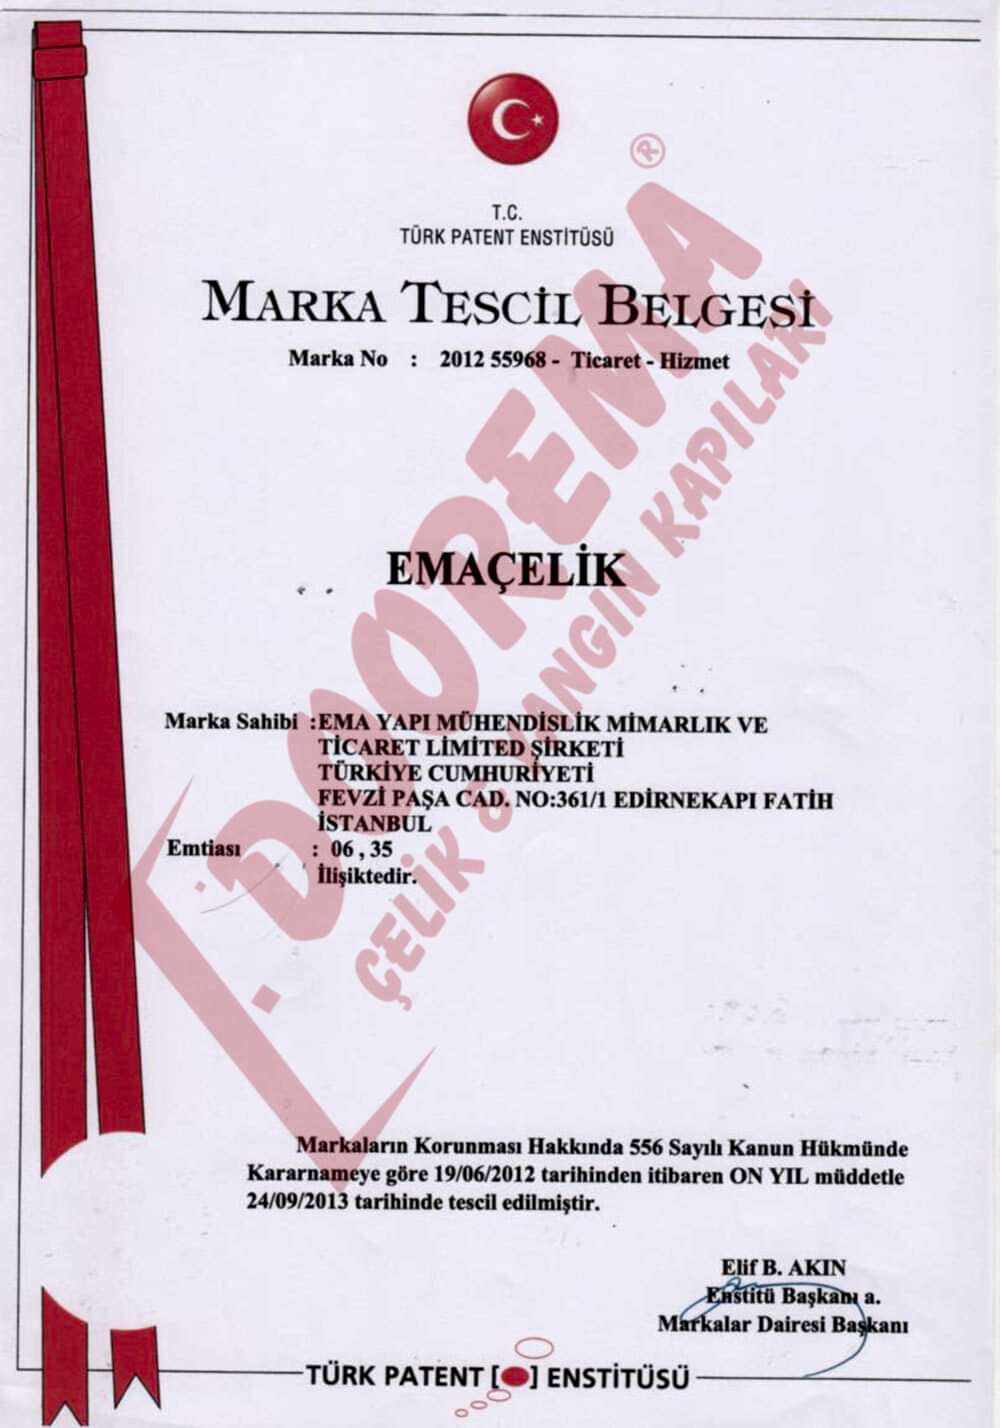 T.C.
TÜRK PATENT ENSTİTÜSÜ
MARKA TESCİL BELGESİ
Marka No : 2012 55968 - Ticaret - Hizmet
EMAÇELİK
Marka Sahibi :EMA YAPI MÜHENDİSLİK MİMARLIK VE
TİCARET LİMİTED ŞİRKETİ
TÜRKİYE CUMHURİYETİ
FEVZİ PAŞA CAD. NO:361/1 EDİRNEKAPI FATİH
İSTANBUL
Emtiası : 06 , 35
İlişiktedir.
DOOREMA ®
ÇELİK & YANGIN KAPILARI
Markaların Korunması Hakkında 556 Sayılı Kanun Hükmünde
Kararnameye göre 19/06/2012 tarihinden itibaren ON YIL müddetle
24/09/2013 tarihinde tescil edilmiştir.
Elif B. AKIN
Enstitü Başkanı a.
Markalar Dairesi Başkanı
TÜRK PATENT [ ] ENSTİTÜSÜ